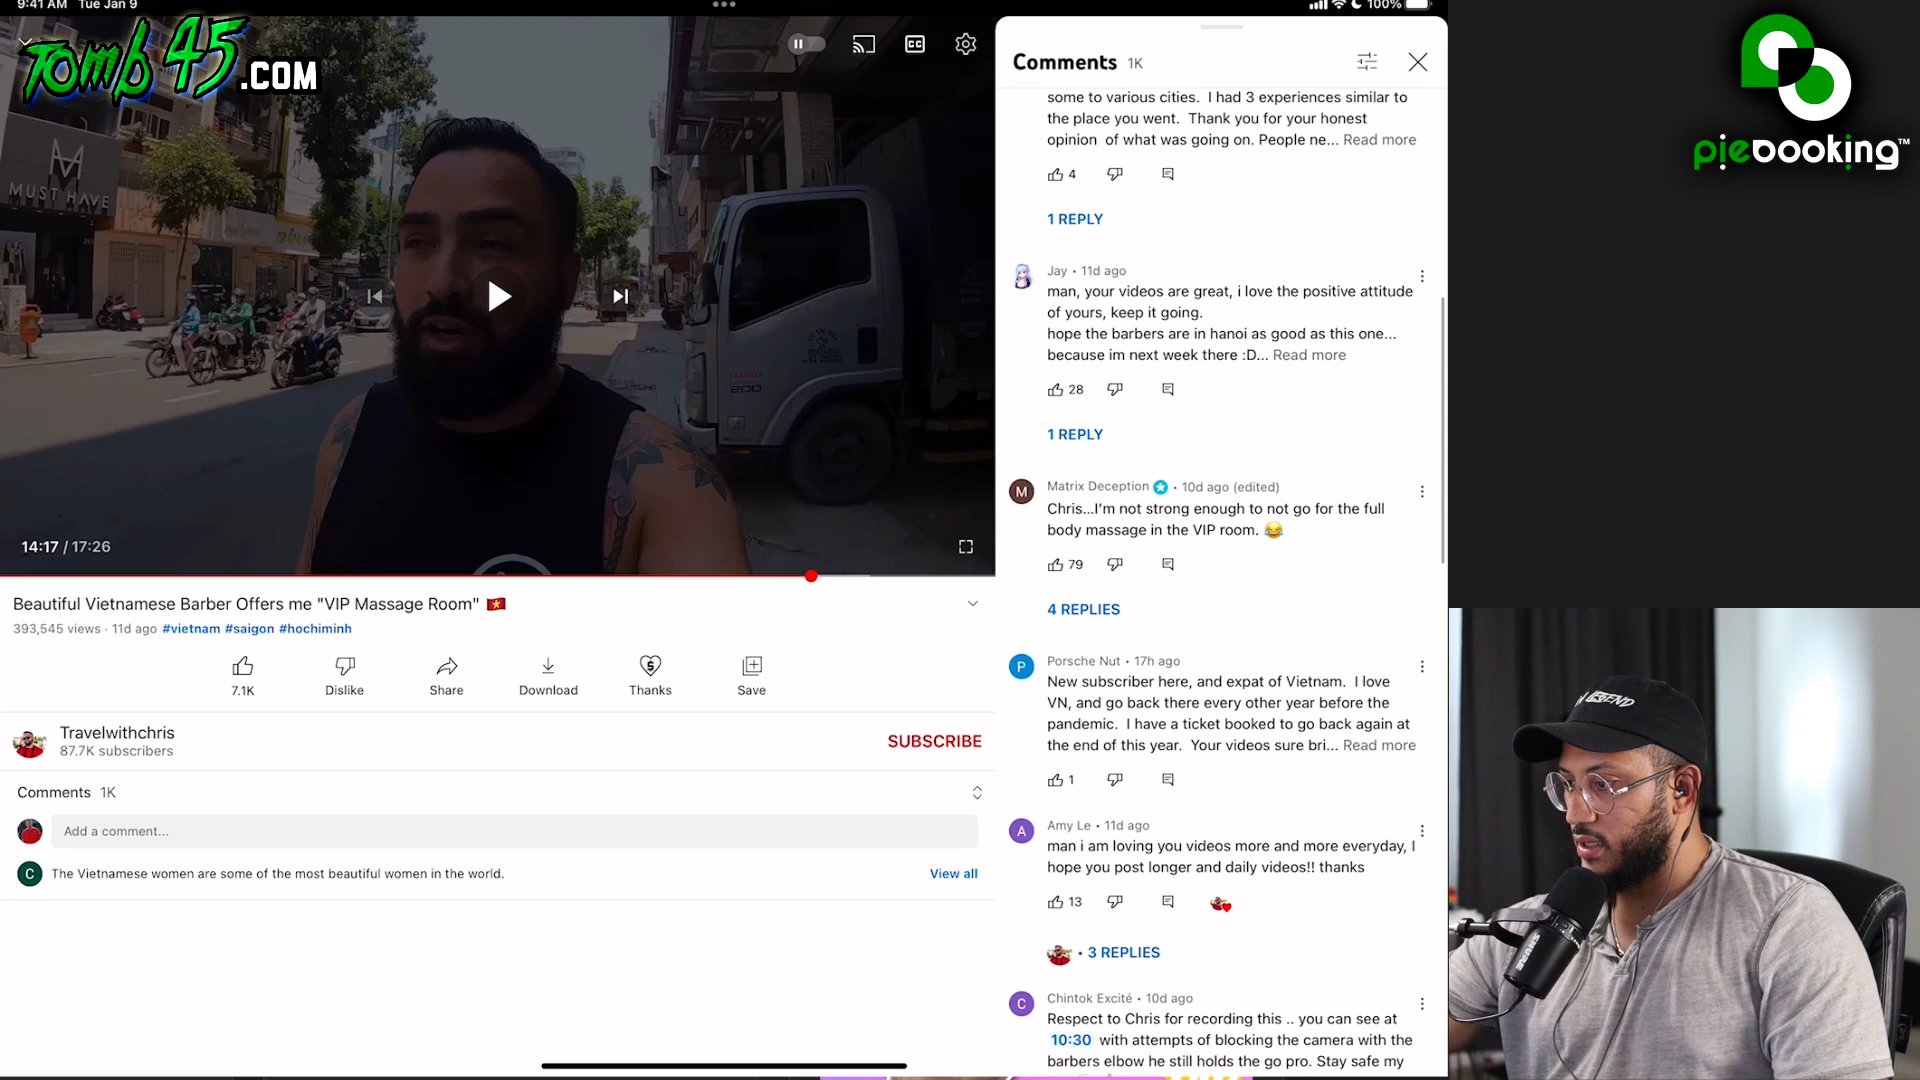 9:41 AM Tue Jan 9
100%
TOMB 45.COM
MUST HAVE
ISUZU
200
14:17 / 17:26
Beautiful Vietnamese Barber Offers me "VIP Massage Room" 🇻🇳
393,545 views · 11d ago #vietnam #saigon #hochiminh
7.1K
Dislike
Share
Download
Thanks
Save
Travelwithchris
87.7K subscribers
SUBSCRIBE
Comments 1K
Add a comment...
C
The Vietnamese women are some of the most beautiful women in the world.
View all
Comments 1K
some to various cities. I had 3 experiences similar to
the place you went. Thank you for your honest
opinion of what was going on. People ne... Read more
4
1 REPLY
Jay • 11d ago
man, your videos are great, i love the positive attitude
of yours, keep it going.
hope the barbers are in hanoi as good as this one...
because im next week there :D... Read more
28
1 REPLY
M
Matrix Deception • 10d ago (edited)
Chris...I'm not strong enough to not go for the full
body massage in the VIP room. 😂
79
4 REPLIES
P
Porsche Nut • 17h ago
New subscriber here, and expat of Vietnam. I love
VN, and go back there every other year before the
pandemic. I have a ticket booked to go back again at
the end of this year. Your videos sure bri... Read more
1
A
Amy Le • 11d ago
man i am loving you videos more and more everyday, I
hope you post longer and daily videos!! thanks
13
• 3 REPLIES
C
Chintok Excité • 10d ago
Respect to Chris for recording this .. you can see at
10:30 with attempts of blocking the camera with the
barbers elbow he still holds the go pro. Stay safe my
piebooking™
SHURE